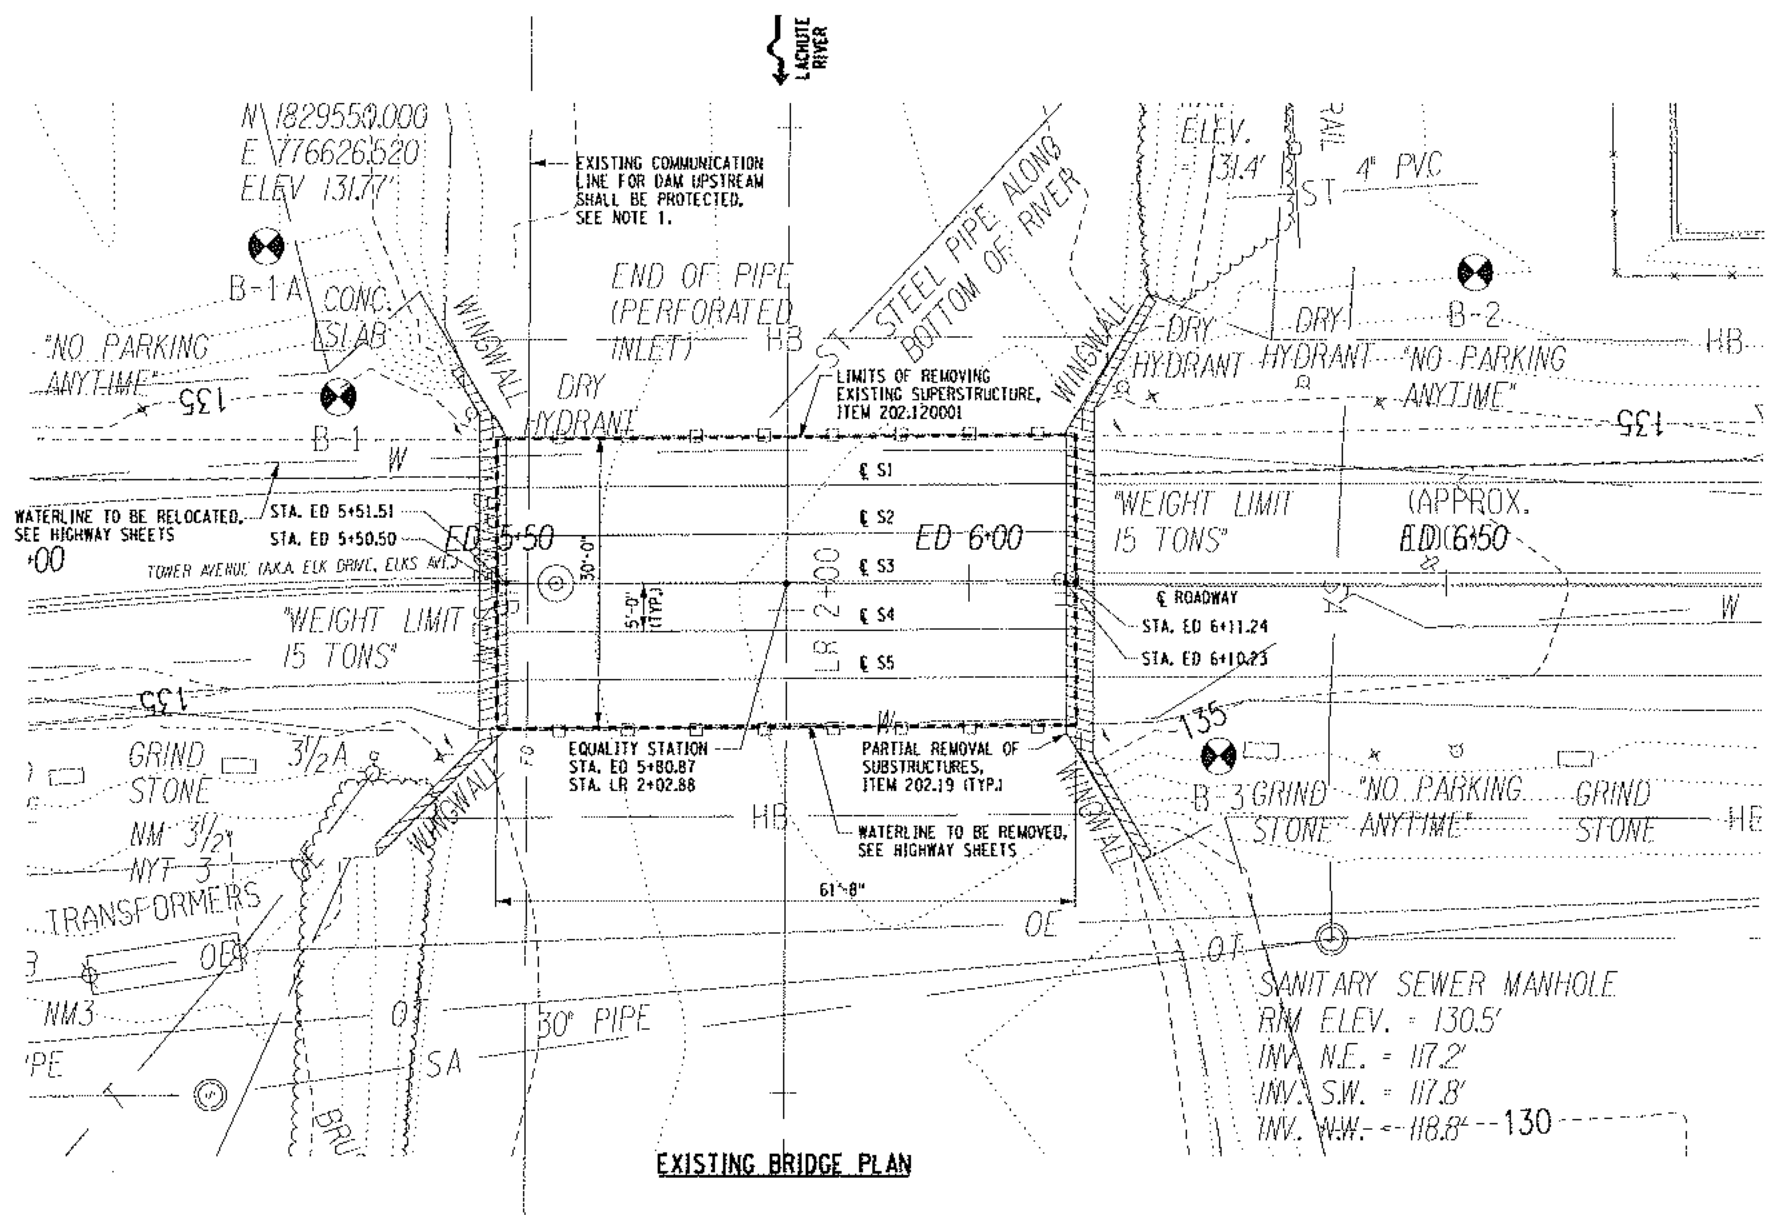 LACHUTE
RIVER
N 1829550.000
E 776626.520
ELEV 131.77'
EXISTING COMMUNICATION
LINE FOR DAM UPSTREAM
SHALL BE PROTECTED.
SEE NOTE 1.
STEEL PIPE ALONG
BOTTOM OF RIVER
ST
ELEV.
= 131.4'
4" PVC
ST
B-1A
CONC.
SLAB
WINGWALL
END OF PIPE
(PERFORATED
INLET)
HB
WINGWALL
DRY
HYDRANT
DRY
HYDRANT
B-2
HB
"NO PARKING
ANYTIME"
135
B-1
DRY
HYDRANT
LIMITS OF REMOVING
EXISTING SUPERSTRUCTURE,
ITEM 202.120001
"NO PARKING
ANYTIME"
135
W
WATERLINE TO BE RELOCATED.
SEE HIGHWAY SHEETS
STA. ED 5+51.51
STA. ED 5+50.50
+00
ED 5+50
TOWER AVENUE (A.K.A. ELK DRIVE, ELKS AVE.)
30'-0"
5'-0"
(TYP.)
℄ S1
℄ S2
℄ S3
℄ S4
℄ S5
LR 2+00
ED 6+00
"WEIGHT LIMIT
15 TONS"
(APPROX.
ED 6+50
℄ ROADWAY
STA. ED 6+11.24
STA. ED 6+10.23
W
"WEIGHT LIMIT
15 TONS"
135
W
135
GRIND
STONE
3½A
NM 3½"
NYT 3
TRANSFORMERS
WINGWALL
FO
EQUALITY STATION
STA. ED 5+80.87
STA. LR 2+02.88
PARTIAL REMOVAL OF
SUBSTRUCTURES,
ITEM 202.19 (TYP.)
HB
WATERLINE TO BE REMOVED,
SEE HIGHWAY SHEETS
WINGWALL
B-3
GRIND
STONE
"NO PARKING
ANYTIME"
GRIND
STONE
61'-8"
OE
OE
OT
NM3
OT
30" PIPE
SA
SANITARY SEWER MANHOLE
RIM ELEV. = 130.5'
INV. N.E. = 117.2'
INV. S.W. = 117.8'
INV. N.W. = 118.8'
130
EXISTING BRIDGE PLAN